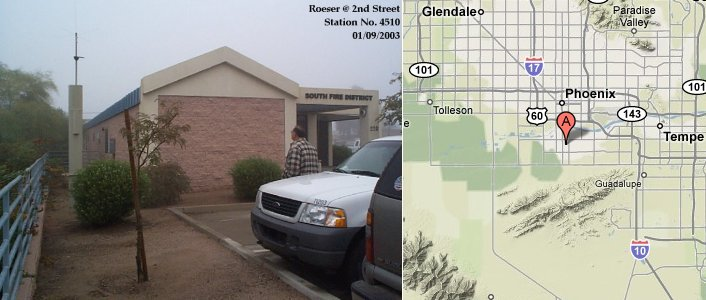 Roeser @ 2nd Street
Station No. 4510
01/09/2003
SOUTH FIRE DISTRICT
Glendale
Paradise
Valley
17
101
101
Phoenix
Tolleson
60
A
143
Tempe
e
Guadalupe
10